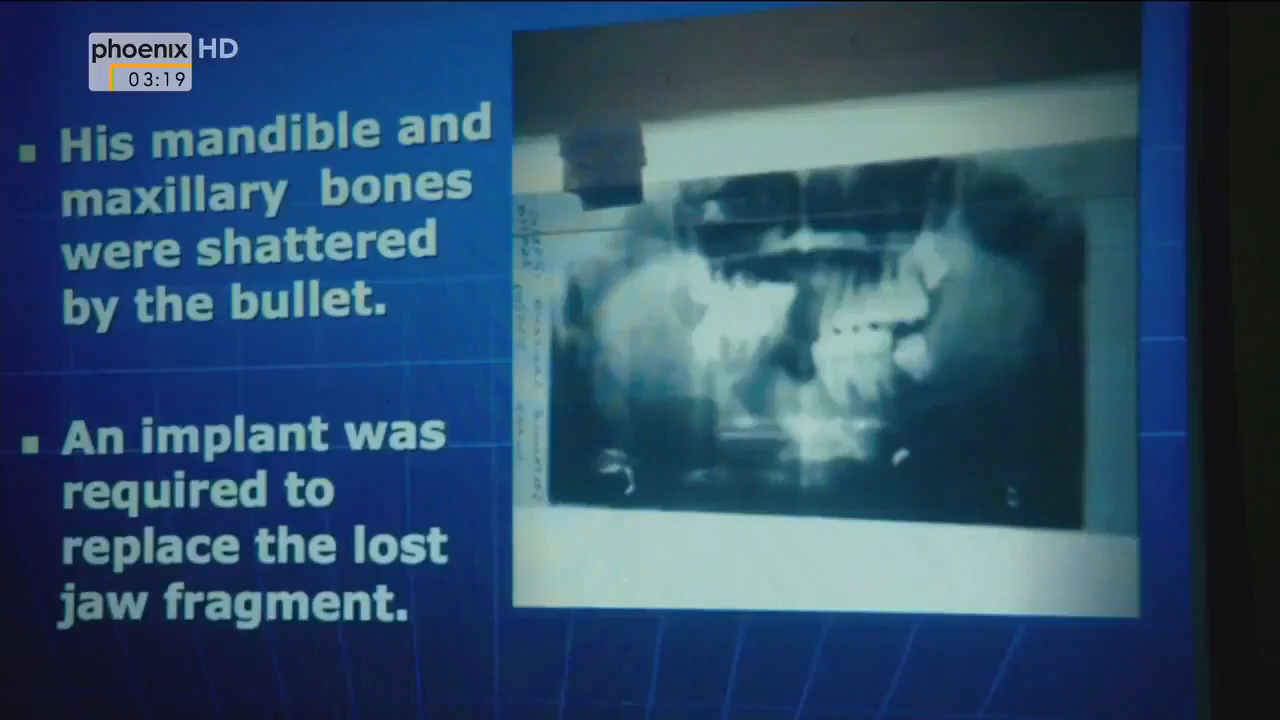 phoenix HD
03:19
▪ His mandible and
maxillary bones
were shattered
by the bullet.
▪ An implant was
required to
replace the lost
jaw fragment.